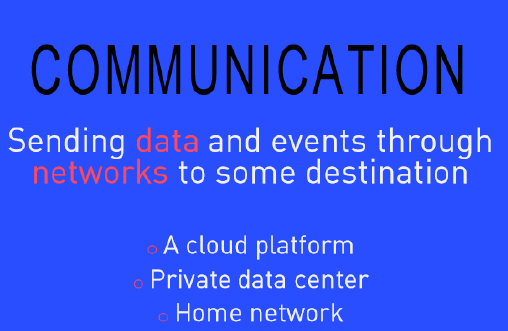 COMMUNICATION
Sending data and events through
networks to some destination
A cloud platform
Private data center
Home network